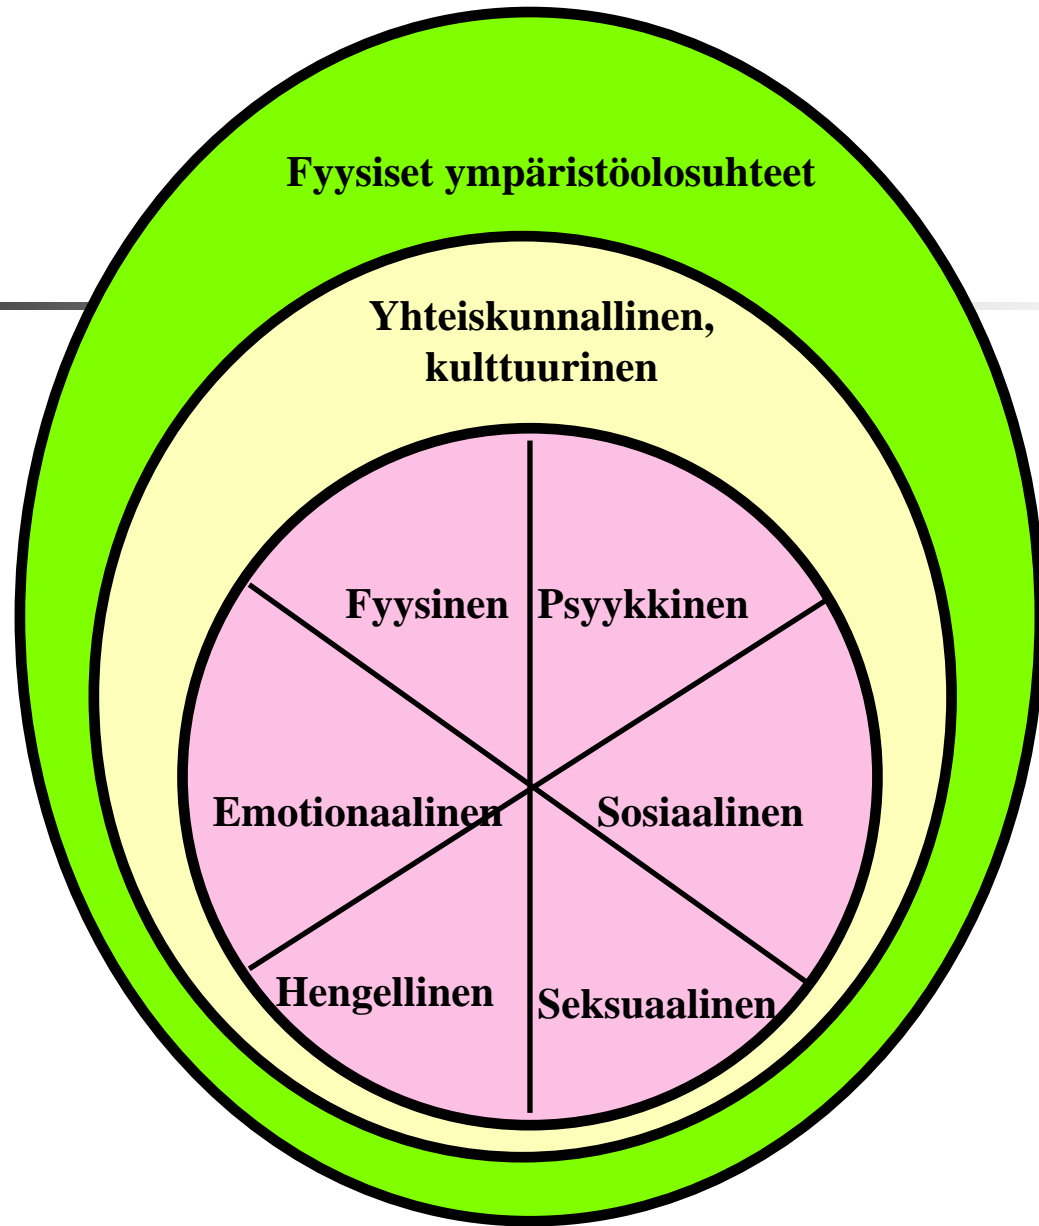 Fyysiset ympäristöolosuhteet
Yhteiskunnallinen,
kulttuurinen
Fyysinen
Psyykkinen
Emotionaalinen
Sosiaalinen
Hengellinen
Seksuaalinen